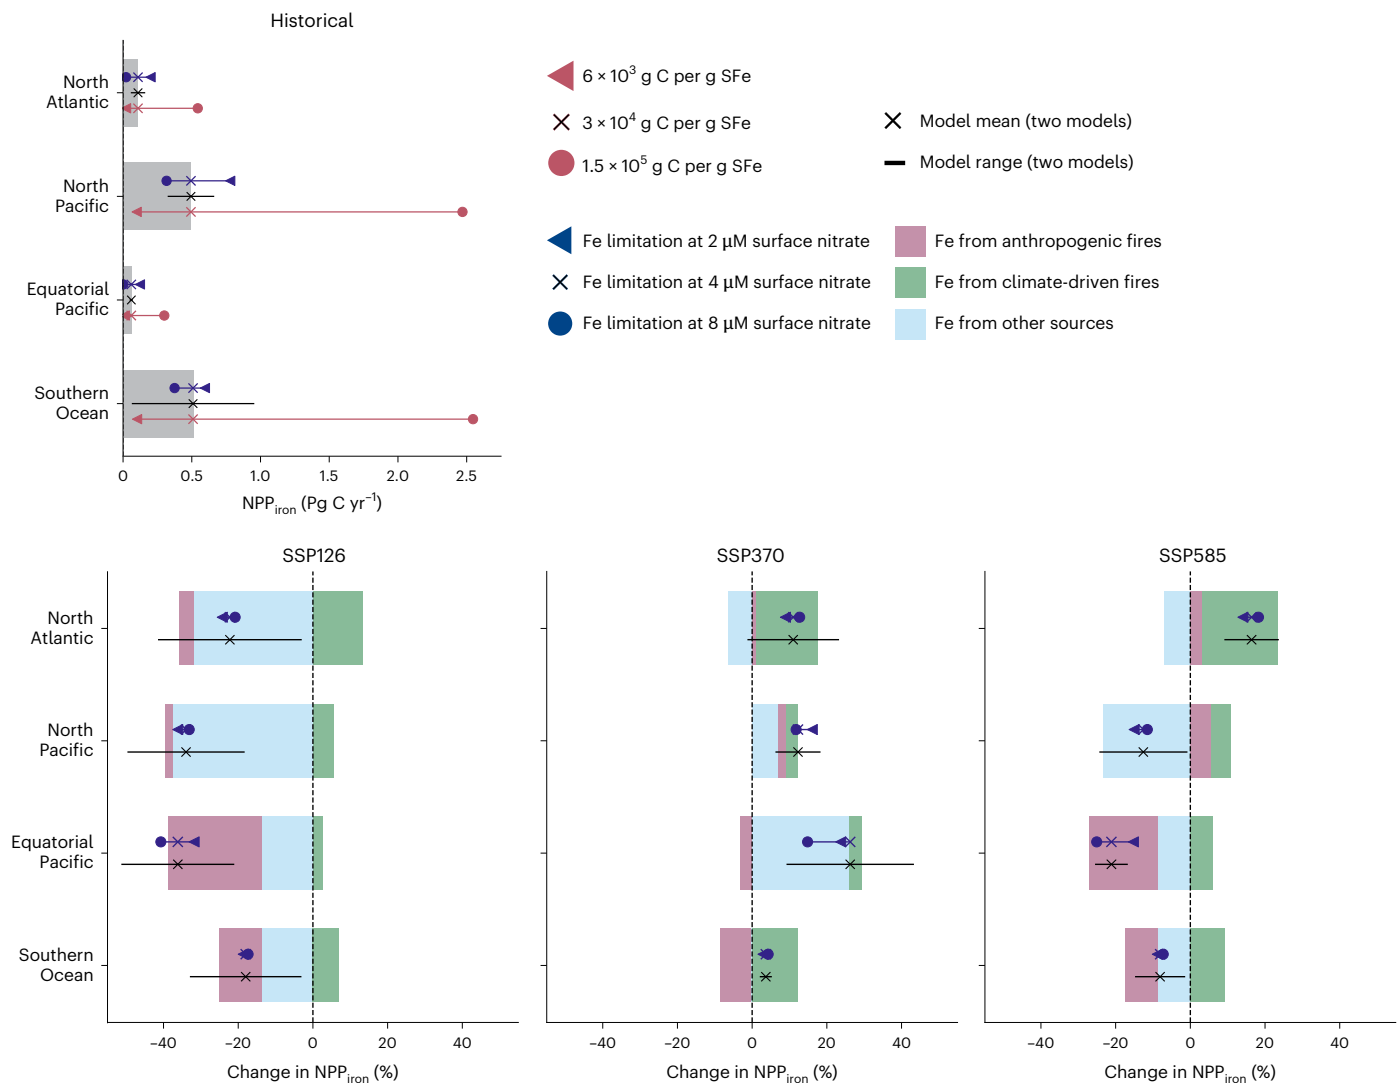 Historical
North
Atlantic
North
Pacific
Equatorial
Pacific
Southern
Ocean
0 0.5 1.0 1.5 2.0 2.5
NPPiron (Pg C yr−1)
6 × 10³ g C per g SFe
3 × 10⁴ g C per g SFe
1.5 × 10⁵ g C per g SFe
Model mean (two models)
Model range (two models)
Fe limitation at 2 µM surface nitrate
Fe limitation at 4 µM surface nitrate
Fe limitation at 8 µM surface nitrate
Fe from anthropogenic fires
Fe from climate-driven fires
Fe from other sources
SSP126
North
Atlantic
North
Pacific
Equatorial
Pacific
Southern
Ocean
−40 −20 0 20 40
Change in NPPiron (%)
SSP370
−40 −20 0 20 40
Change in NPPiron (%)
SSP585
−40 −20 0 20 40
Change in NPPiron (%)